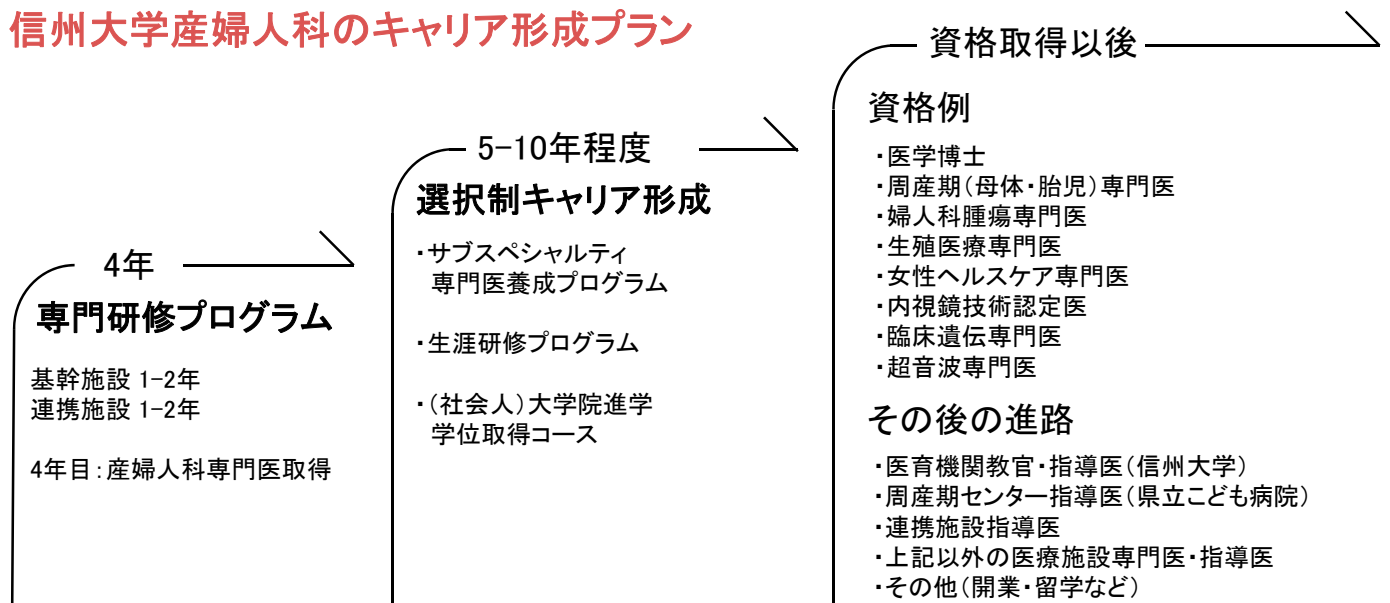 信州大学産婦人科のキャリア形成プラン
4年
専門研修プログラム
基幹施設 1-2年
連携施設 1-2年
4年目：産婦人科専門医取得
5-10年程度
選択制キャリア形成
・サブスペシャルティ
専門医養成プログラム
・生涯研修プログラム
・（社会人）大学院進学
学位取得コース
資格取得以後
資格例
・医学博士
・周産期（母体・胎児）専門医
・婦人科腫瘍専門医
・生殖医療専門医
・女性ヘルスケア専門医
・内視鏡技術認定医
・臨床遺伝専門医
・超音波専門医
その後の進路
・医育機関教官・指導医（信州大学）
・周産期センター指導医（県立こども病院）
・連携施設指導医
・上記以外の医療施設専門医・指導医
・その他（開業・留学など）